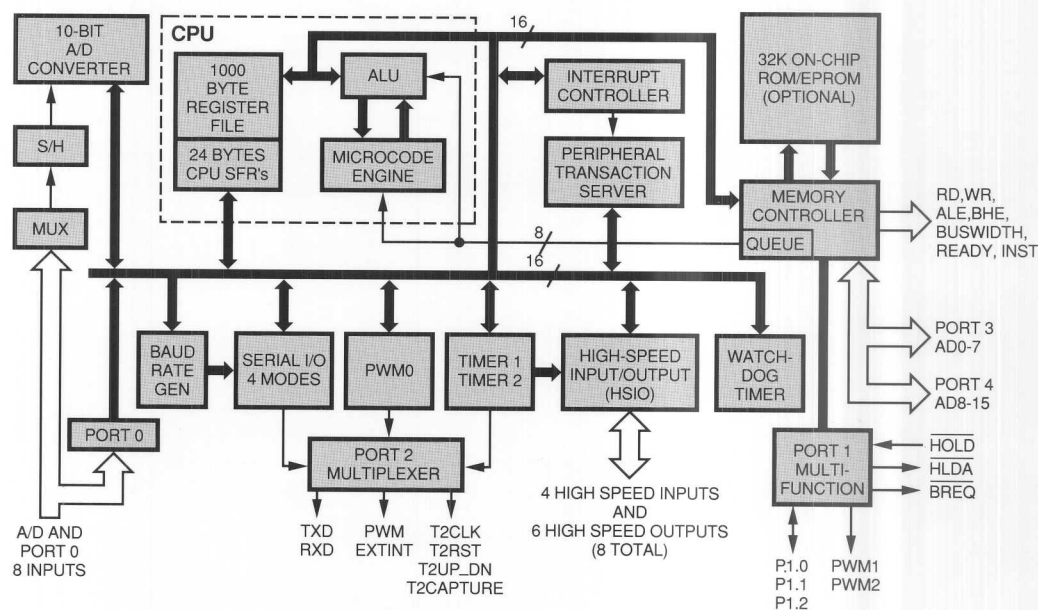 10-BIT
A/D
CONVERTER
S/H
MUX
CPU
1000
BYTE
REGISTER
FILE
24 BYTES
CPU SFR's
ALU
MICROCODE
ENGINE
16
INTERRUPT
CONTROLLER
PERIPHERAL
TRANSACTION
SERVER
32K ON-CHIP
ROM/EPROM
(OPTIONAL)
MEMORY
CONTROLLER
QUEUE
RD,WR,
ALE,BHE,
BUSWIDTH,
READY, INST
8
16
PORT 3
AD0-7
PORT 4
AD8-15
BAUD
RATE
GEN
SERIAL I/O
4 MODES
PWM0
TIMER 1
TIMER 2
HIGH-SPEED
INPUT/OUTPUT
(HSIO)
WATCH-
DOG
TIMER
PORT 0
PORT 2
MULTIPLEXER
PORT 1
MULTI-
FUNCTION
HOLD
HLDA
BREQ
A/D AND
PORT 0
8 INPUTS
TXD
RXD
PWM
EXTINT
T2CLK
T2RST
T2UP_DN
T2CAPTURE
4 HIGH SPEED INPUTS
AND
6 HIGH SPEED OUTPUTS
(8 TOTAL)
P.1.0
P1.1
P1.2
PWM1
PWM2